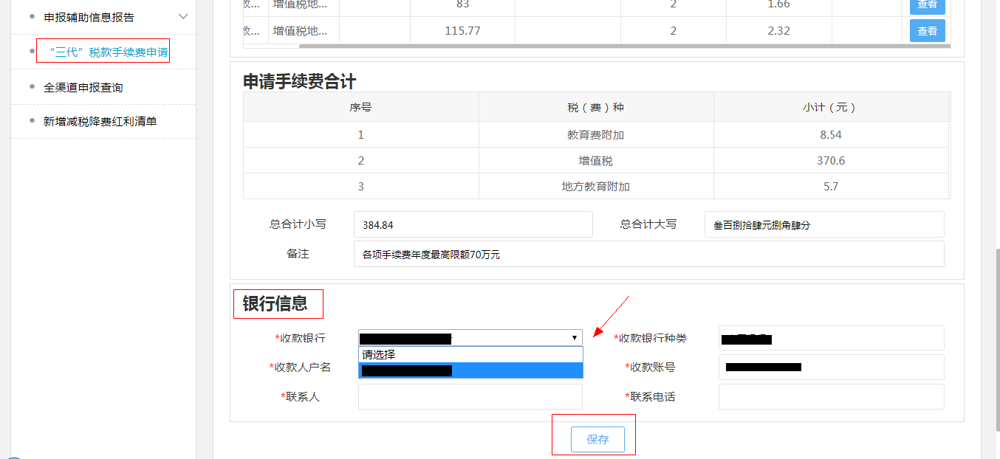 申报辅助信息报告
“三代”税款手续费申请
全渠道申报查询
新增减税降费红利清单
数... 增值税地... 83 2 1.66 查看
数... 增值税地... 115.77 2 2.32 查看
申请手续费合计
序号 税（费）种 小计（元）
1 教育费附加 8.54
2 增值税 370.6
3 地方教育附加 5.7
总合计小写 384.84 总合计大写 叁百捌拾肆元捌角肆分
备注 各项手续费年度最高限额70万元
银行信息
*收款银行 *收款银行种类
请选择
*收款人户名 *收款账号
*联系人 *联系电话
保存